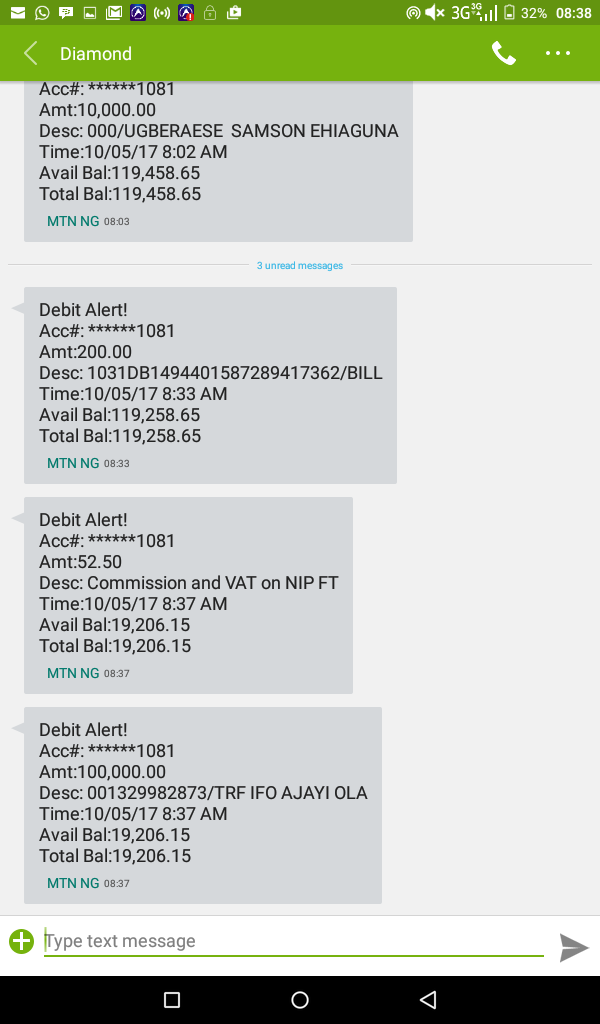 3G 3G 32% 08:38
Diamond
Acc#: ******1081
Amt:10,000.00
Desc: 000/UGBERAESE  SAMSON EHIAGUNA
Time:10/05/17 8:02 AM
Avail Bal:119,458.65
Total Bal:119,458.65
MTN NG 08:03
3 unread messages
Debit Alert!
Acc#: ******1081
Amt:200.00
Desc: 1031DB1494401587289417362/BILL
Time:10/05/17 8:33 AM
Avail Bal:119,258.65
Total Bal:119,258.65
MTN NG 08:33
Debit Alert!
Acc#: ******1081
Amt:52.50
Desc: Commission and VAT on NIP FT
Time:10/05/17 8:37 AM
Avail Bal:19,206.15
Total Bal:19,206.15
MTN NG 08:37
Debit Alert!
Acc#: ******1081
Amt:100,000.00
Desc: 001329982873/TRF IFO AJAYI OLA
Time:10/05/17 8:37 AM
Avail Bal:19,206.15
Total Bal:19,206.15
MTN NG 08:37
Type text message